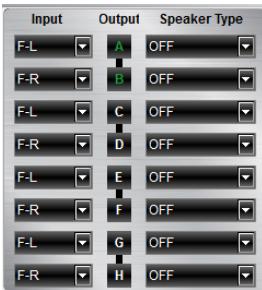 Input Output Speaker Type
F-L A OFF
F-R B OFF
F-L C OFF
F-R D OFF
F-L E OFF
F-R F OFF
F-L G OFF
F-R H OFF